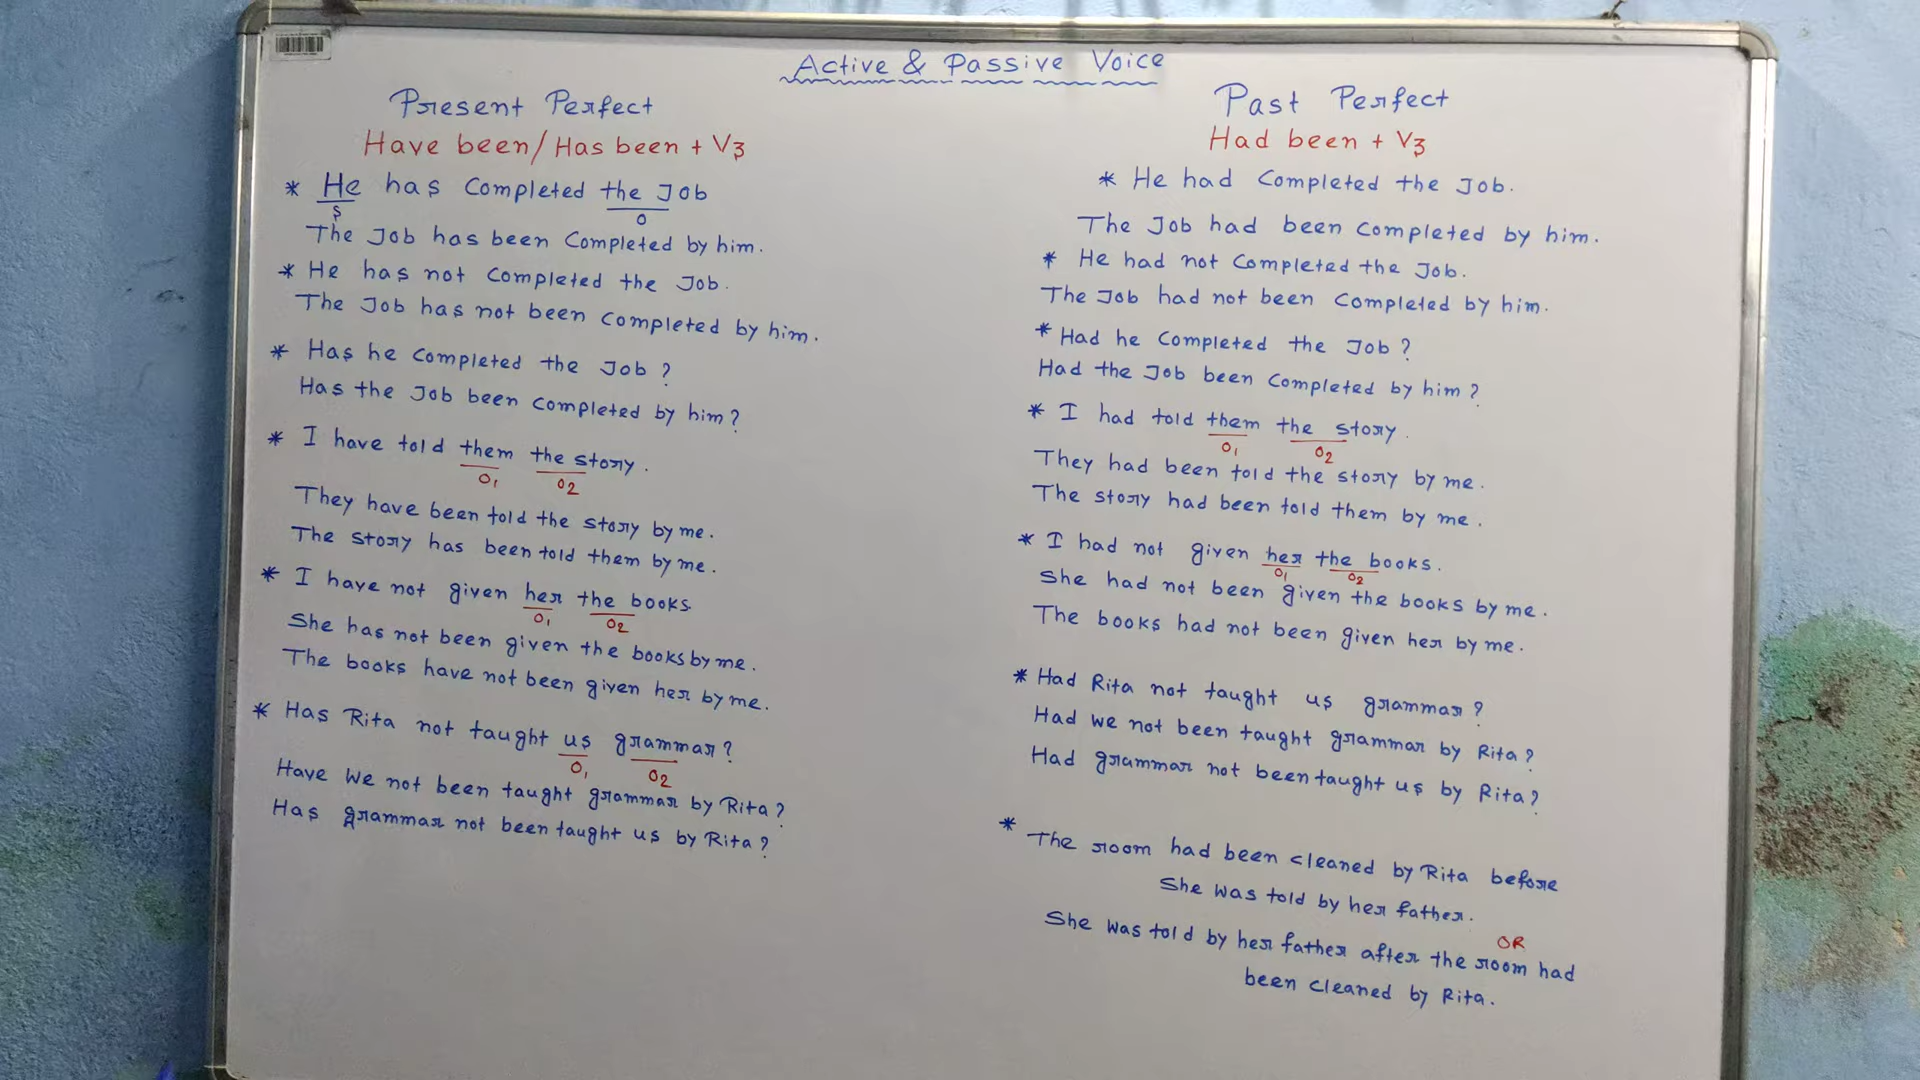 Active & Passive Voice
Present Perfect
Have been/Has been + V3
* He has completed the Job
S O
The Job has been completed by him.
* He has not completed the Job.
The Job has not been completed by him.
* Has he completed the Job?
Has the Job been completed by him?
* I have told them the story.
O1 O2
They have been told the story by me.
The story has been told them by me.
* I have not given her the books.
O1 O2
She has not been given the books by me.
The books have not been given her by me.
* Has Rita not taught us grammar?
O1 O2
Have we not been taught grammar by Rita?
Has grammar not been taught us by Rita?
Past Perfect
Had been + V3
* He had completed the Job.
The Job had been completed by him.
* He had not completed the Job.
The Job had not been completed by him.
* Had he completed the Job?
Had the Job been completed by him?
* I had told them the story.
O1 O2
They had been told the story by me.
The story had been told them by me.
* I had not given her the books.
O1 O2
She had not been given the books by me.
The books had not been given her by me.
* Had Rita not taught us grammar?
Had we not been taught grammar by Rita?
Had grammar not been taught us by Rita?
* The room had been cleaned by Rita before
She was told by her father.
OR
She was told by her father after the room had
been cleaned by Rita.